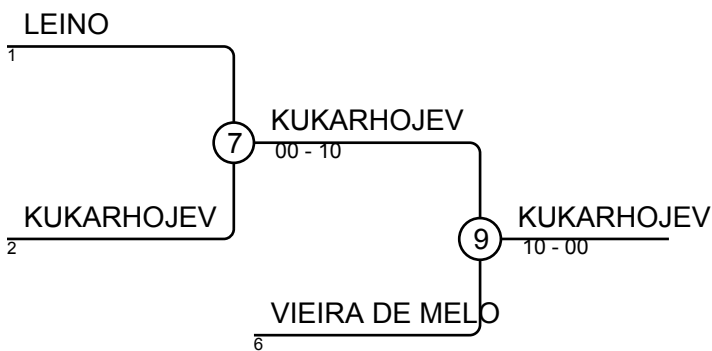 LEINO
1
KUKARHOJEV
7
00 - 10
KUKARHOJEV
2
KUKARHOJEV
9
10 - 00
VIEIRA DE MELO
6